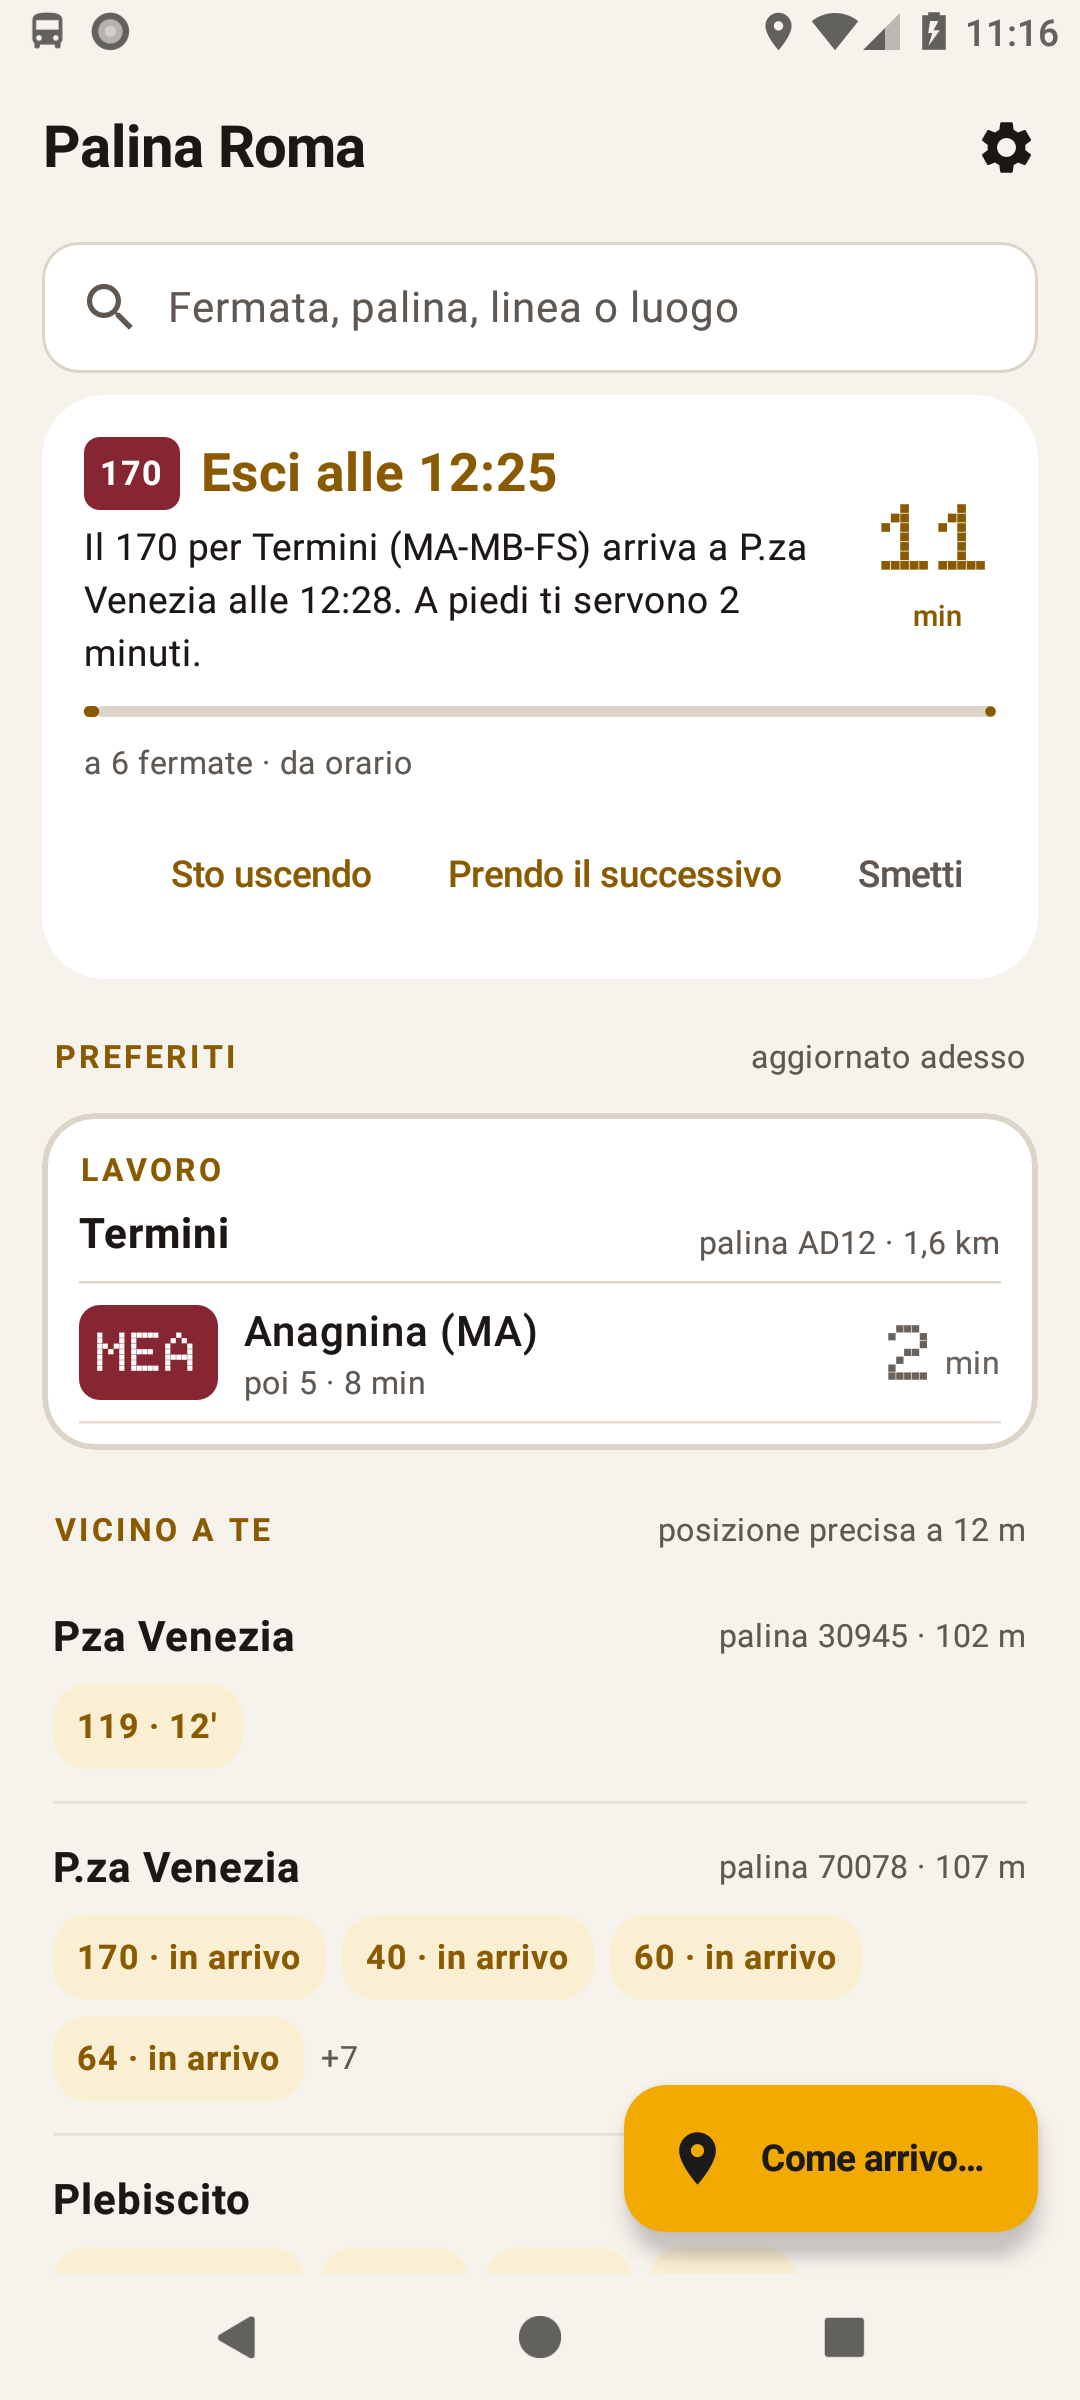 11:16
Palina Roma
Fermata, palina, linea o luogo
170 Esci alle 12:25
Il 170 per Termini (MA-MB-FS) arriva a P.za
Venezia alle 12:28. A piedi ti servono 2
minuti.
11
min
a 6 fermate · da orario
Sto uscendo Prendo il successivo Smetti
PREFERITI aggiornato adesso
LAVORO
Termini palina AD12 · 1,6 km
MEA Anagnina (MA) 2 min
poi 5 · 8 min
VICINO A TE posizione precisa a 12 m
Pza Venezia palina 30945 · 102 m
119 · 12'
P.za Venezia palina 70078 · 107 m
170 · in arrivo 40 · in arrivo 60 · in arrivo
64 · in arrivo +7
Come arrivo...
Plebiscito